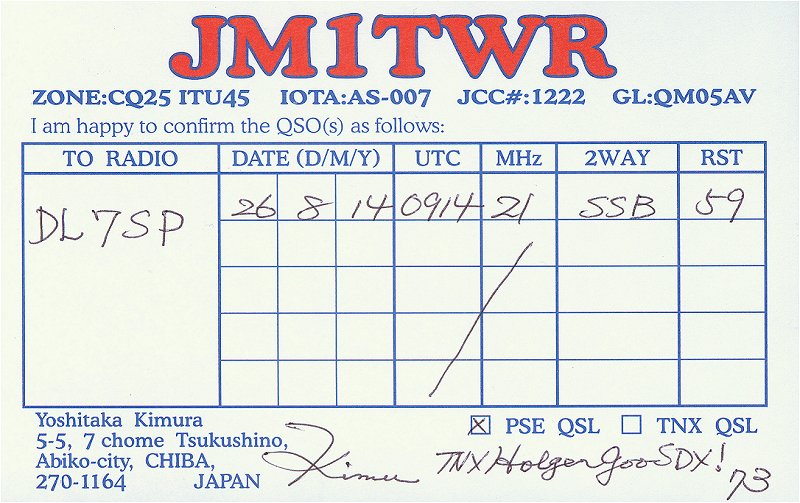 JM1TWR
ZONE:CQ25 ITU45 IOTA:AS-007 JCC#:1222 GL:QM05AV
I am happy to confirm the QSO(s) as follows:
TO RADIO DATE (D/M/Y) UTC MHz 2WAY RST
DL7SP 26 8 14 0914 21 SSB 59
Yoshitaka Kimura
5-5, 7 chome Tsukushino,
Abiko-city, CHIBA,
270-1164 JAPAN
Kimu
☒ PSE QSL ☐ TNX QSL
TNX Holger goo5DX!
73